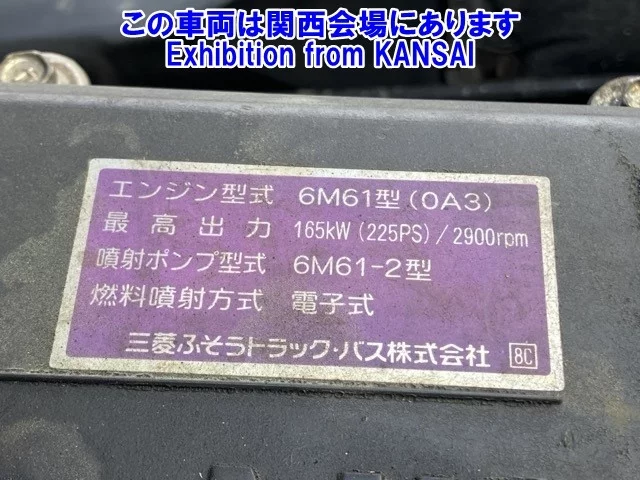 この車両は関西会場にあります
Exhibition from KANSAI
エンジン型式 6M61型(0A3)
最高出力 165kW(225PS)/2900rpm
噴射ポンプ型式 6M61-2型
燃料噴射方式 電子式
三菱ふそうトラック・バス株式会社 8C